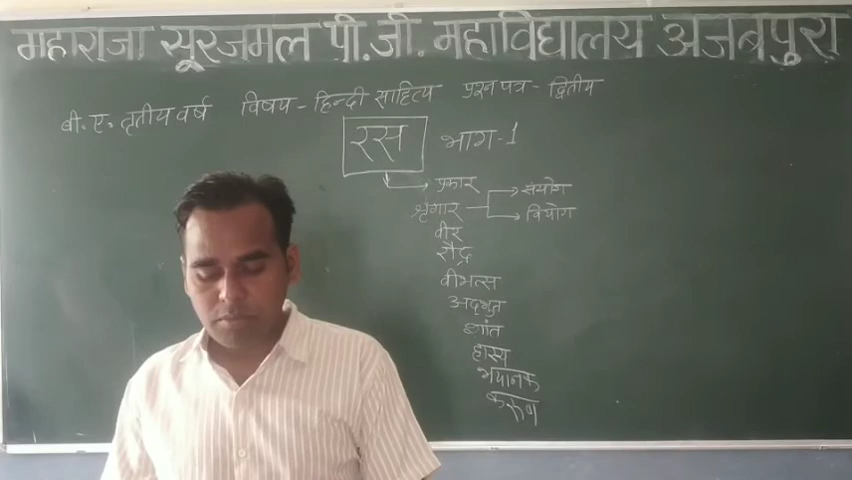 महाराजा सूरजमल पी.जी. महाविद्यालय अजबपुरा
बी. ए. तृतीय वर्ष विषय - हिन्दी साहित्य प्रश्न पत्र - द्वितीय
रस भाग-1
प्रकार
श्रृंगार संयोग
वियोग
वीर
रौद्र
वीभत्स
अद्भुत
शांत
हास्य
भयानक
करुण